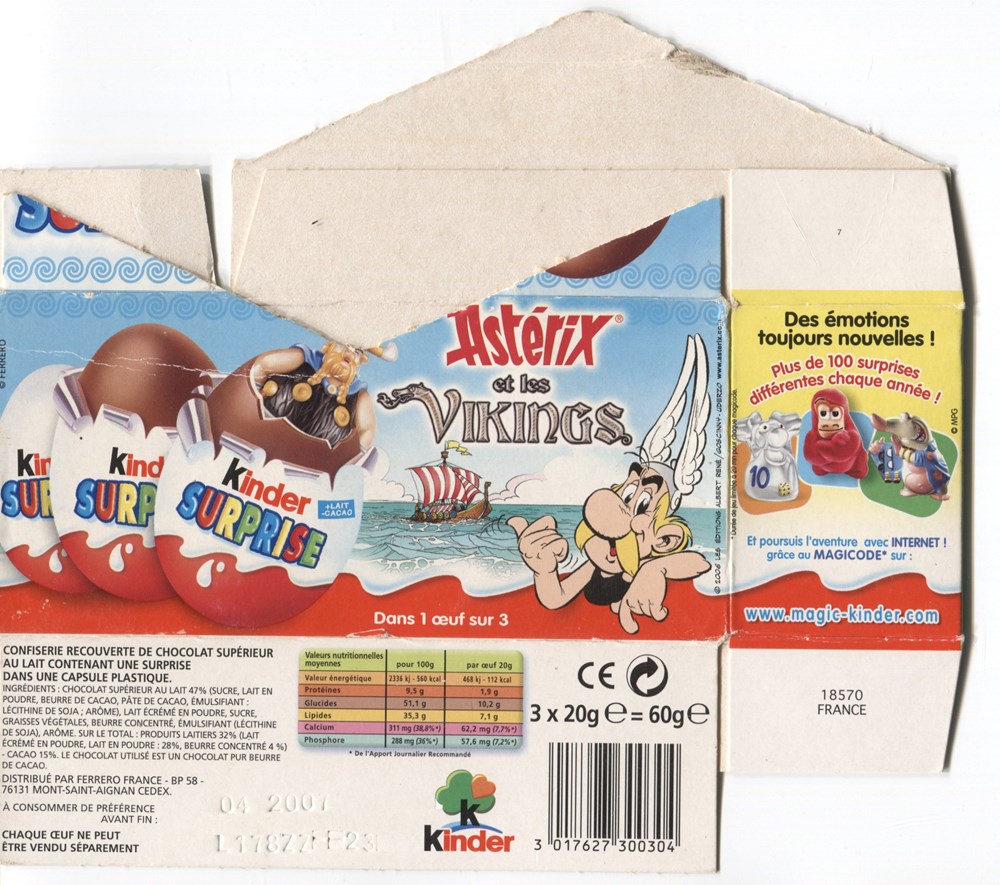 © FERRERO
Kinder
SURPRISE
+LAIT
-CACAO
Astérix®
et les
VIKINGS
Dans 1 œuf sur 3
© 2006 LES ÉDITIONS ALBERT RENÉ / GOSCINNY - UDERZO
7
Des émotions
toujours nouvelles !
Plus de 100 surprises
différentes chaque année !
10
© MPG
Et poursuis l'aventure avec INTERNET !
grâce au MAGICODE* sur :
www.magic-kinder.com
18570
FRANCE
CONFISERIE RECOUVERTE DE CHOCOLAT SUPÉRIEUR
AU LAIT CONTENANT UNE SURPRISE
DANS UNE CAPSULE PLASTIQUE.
INGRÉDIENTS : CHOCOLAT SUPÉRIEUR AU LAIT 47% (SUCRE, LAIT EN
POUDRE, BEURRE DE CACAO, PÂTE DE CACAO, ÉMULSIFIANT :
LÉCITHINE DE SOJA ; ARÔME), LAIT ÉCRÉMÉ EN POUDRE, SUCRE,
GRAISSES VÉGÉTALES, BEURRE CONCENTRÉ, ÉMULSIFIANT (LÉCITHINE
DE SOJA), ARÔME. SUR LE TOTAL : PRODUITS LAITIERS 32% (LAIT
ÉCRÉMÉ EN POUDRE, LAIT EN POUDRE : 28%, BEURRE CONCENTRÉ 4 %)
- CACAO 15%. LE CHOCOLAT UTILISÉ EST UN CHOCOLAT PUR BEURRE
DE CACAO.
DISTRIBUÉ PAR FERRERO FRANCE - BP 58 -
76131 MONT-SAINT-AIGNAN CEDEX.
À CONSOMMER DE PRÉFÉRENCE
AVANT FIN :
04 2007
CHAQUE ŒUF NE PEUT
ÊTRE VENDU SÉPAREMENT
Valeurs nutritionnelles
moyennes pour 100g par œuf 20g
Valeur énergétique 2336 kj - 560 kcal 468 kj - 112 kcal
Protéines 9,5 g 1,9 g
Glucides 51,1 g 10,2 g
Lipides 35,3 g 7,1 g
Calcium 311 mg (38,8%*) 62,2 mg (7,7%*)
Phosphore 288 mg (36%*) 57,6 mg (7,2%*)
* De l'Apport Journalier Recommandé
CE
3 x 20g e = 60g e
K
Kinder
3 017627 300304